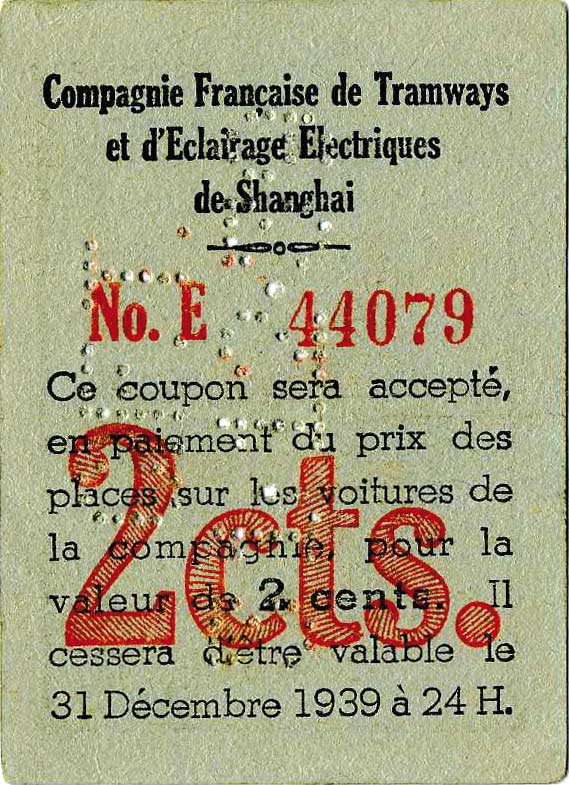 Compagnie Française de Tramways
et d'Eclairage Electriques
de Shanghai
No. E 44079
Ce coupon sera accepté,
en paiement du prix des
places sur les voitures de
la compagnie, pour la
valeur de 2 cents. Il
cessera d'être valable le
31 Décembre 1939 à 24 H.
2cts.